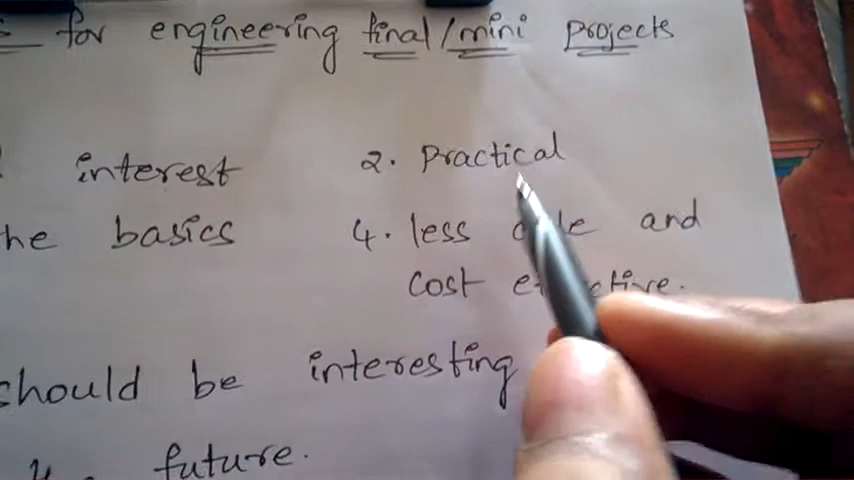 for engineering final/mini projects
interest 2. Practical
basics 4. less and
cost
should be interesting
future.